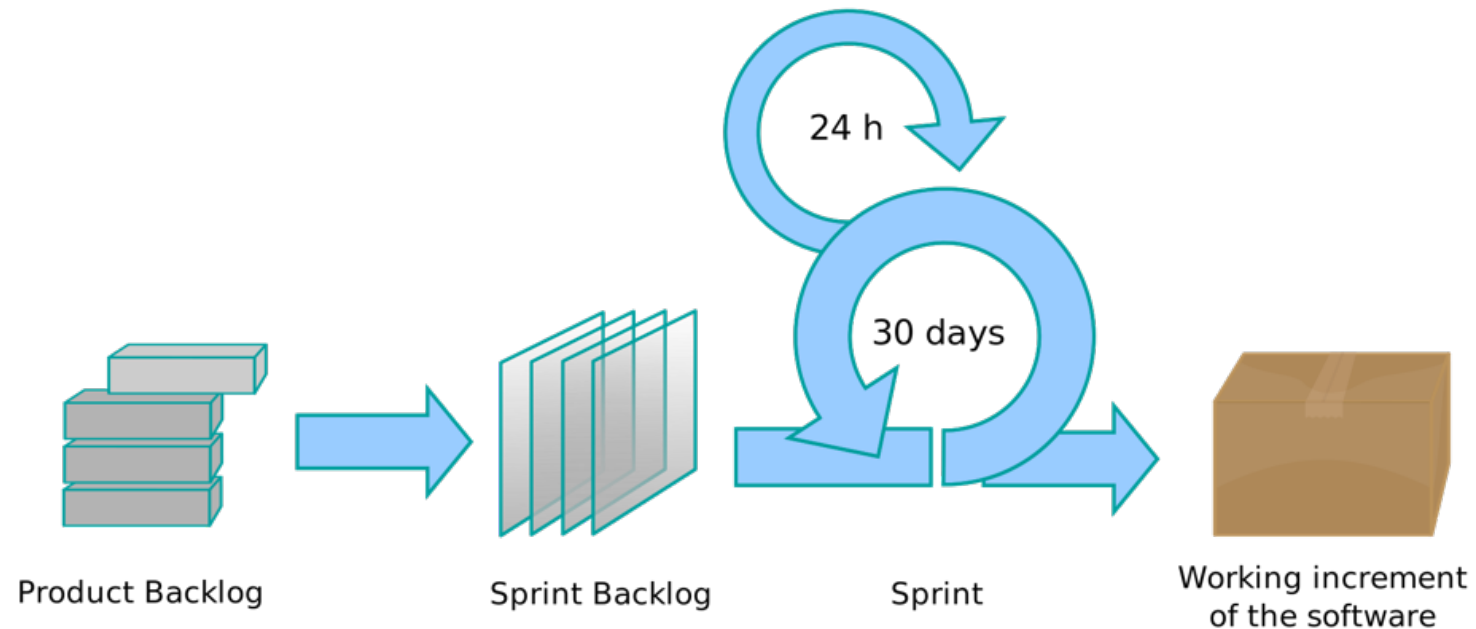 24 h
30 days
Product Backlog
Sprint Backlog
Sprint
Working increment
of the software